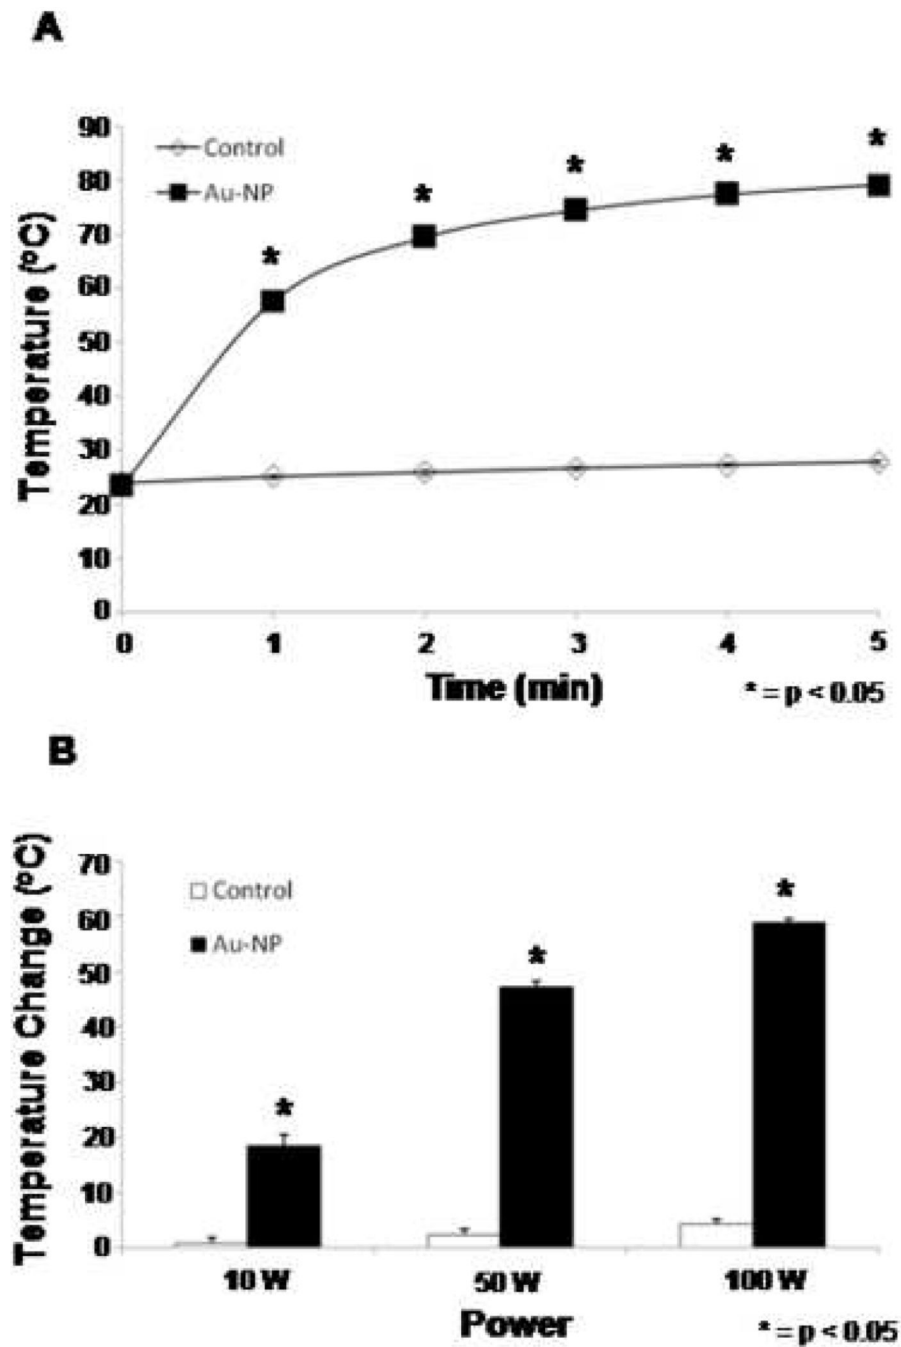 A
90
80
70
60
50
40
30
20
10
0
Temperature (ºC)
Control
Au-NP
*
*
*
*
*
0 1 2 3 4 5
Time (min)
* = p < 0.05
B
70
60
50
40
30
20
10
0
Temperature Change (ºC)
Control
Au-NP
*
*
*
10 W 50 W 100 W
Power
* = p < 0.05